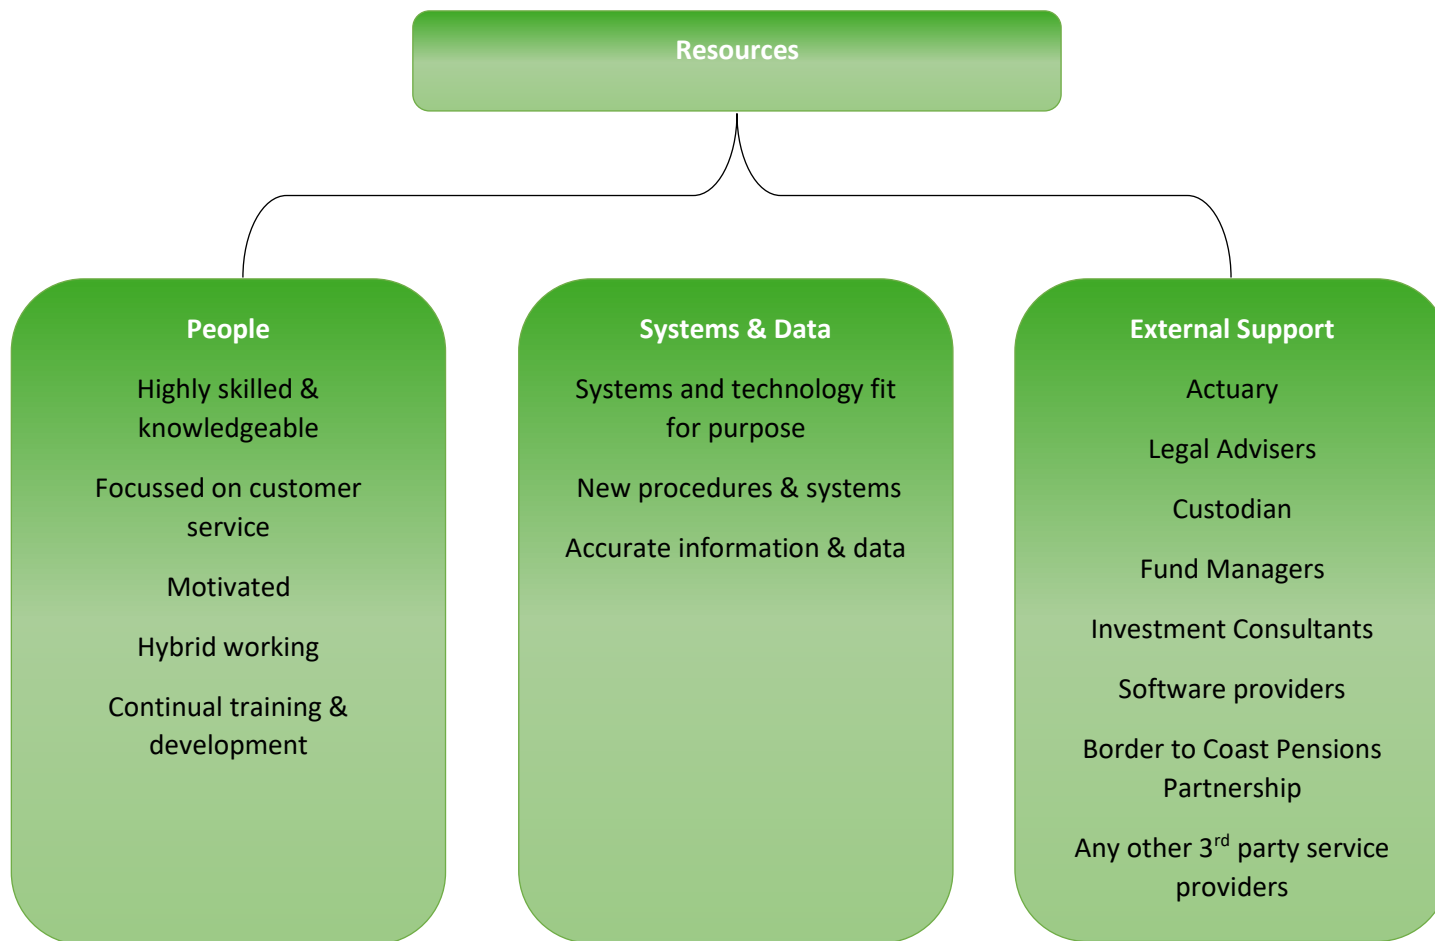 Resources
People
Highly skilled &
knowledgeable
Focussed on customer
service
Motivated
Hybrid working
Continual training &
development
Systems & Data
Systems and technology fit
for purpose
New procedures & systems
Accurate information & data
External Support
Actuary
Legal Advisers
Custodian
Fund Managers
Investment Consultants
Software providers
Border to Coast Pensions
Partnership
Any other 3rd party service
providers